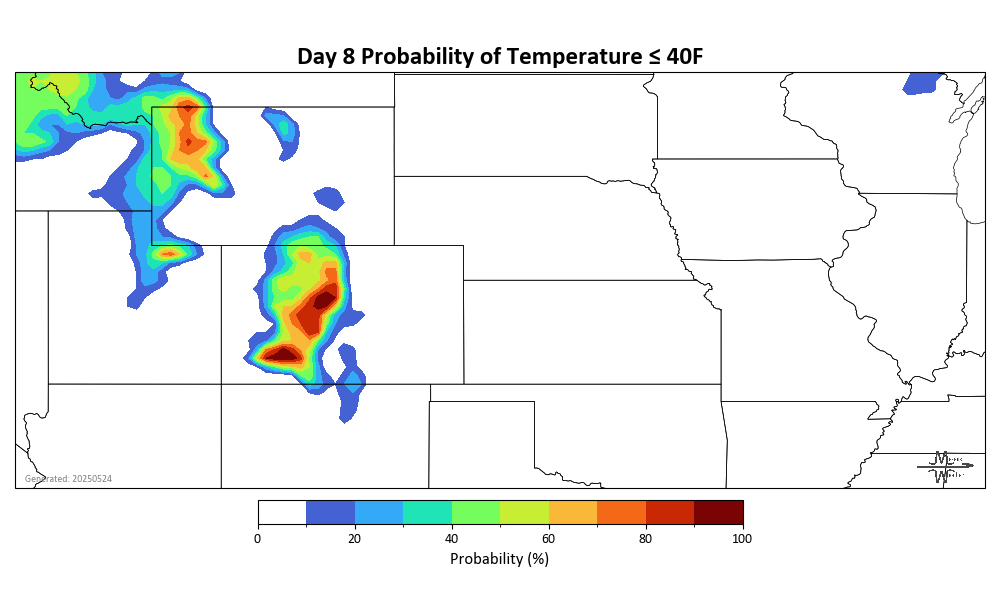 Day 8 Probability of Temperature ≤ 40F
Generated: 20250524
0 20 40 60 80 100
Probability (%)